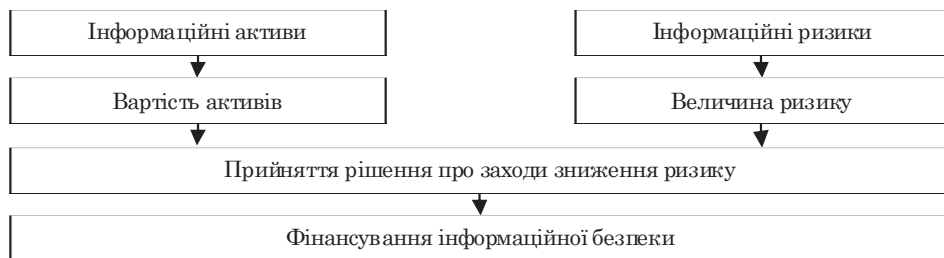 Інформаційні активи
Інформаційні ризики
Вартість активів
Величина ризику
Прийняття рішення про заходи зниження ризику
Фінансування інформаційної безпеки